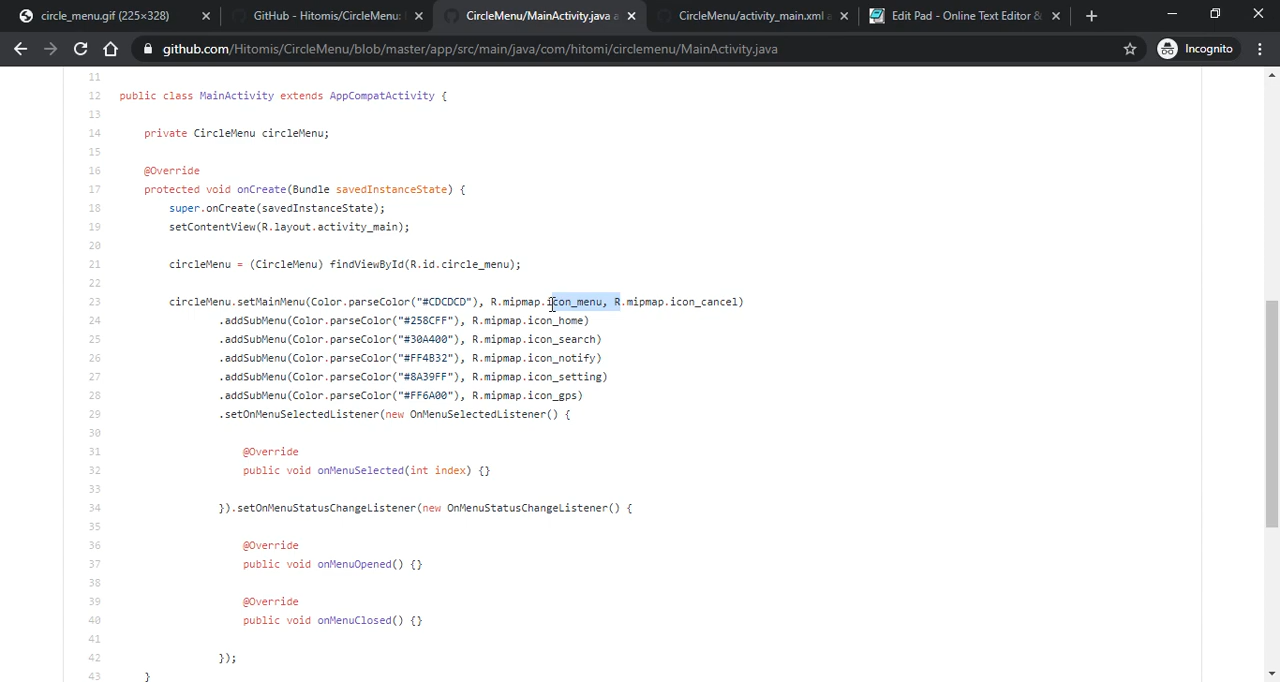 circle_menu.gif (225×328)
GitHub - Hitomis/CircleMenu:
CircleMenu/MainActivity.java a
CircleMenu/activity_main.xml a
Edit Pad - Online Text Editor &
github.com/Hitomis/CircleMenu/blob/master/app/src/main/java/com/hitomi/circlemenu/MainActivity.java
Incognito
11
12 public class MainActivity extends AppCompatActivity {
13
14 private CircleMenu circleMenu;
15
16 @Override
17 protected void onCreate(Bundle savedInstanceState) {
18 super.onCreate(savedInstanceState);
19 setContentView(R.layout.activity_main);
20
21 circleMenu = (CircleMenu) findViewById(R.id.circle_menu);
22
23 circleMenu.setMainMenu(Color.parseColor("#CDCDCD"), R.mipmap.icon_menu, R.mipmap.icon_cancel)
24 .addSubMenu(Color.parseColor("#258CFF"), R.mipmap.icon_home)
25 .addSubMenu(Color.parseColor("#30A400"), R.mipmap.icon_search)
26 .addSubMenu(Color.parseColor("#FF4B32"), R.mipmap.icon_notify)
27 .addSubMenu(Color.parseColor("#8A39FF"), R.mipmap.icon_setting)
28 .addSubMenu(Color.parseColor("#FF6A00"), R.mipmap.icon_gps)
29 .setOnMenuSelectedListener(new OnMenuSelectedListener() {
30
31 @Override
32 public void onMenuSelected(int index) {}
33
34 }).setOnMenuStatusChangeListener(new OnMenuStatusChangeListener() {
35
36 @Override
37 public void onMenuOpened() {}
38
39 @Override
40 public void onMenuClosed() {}
41
42 });
43 }